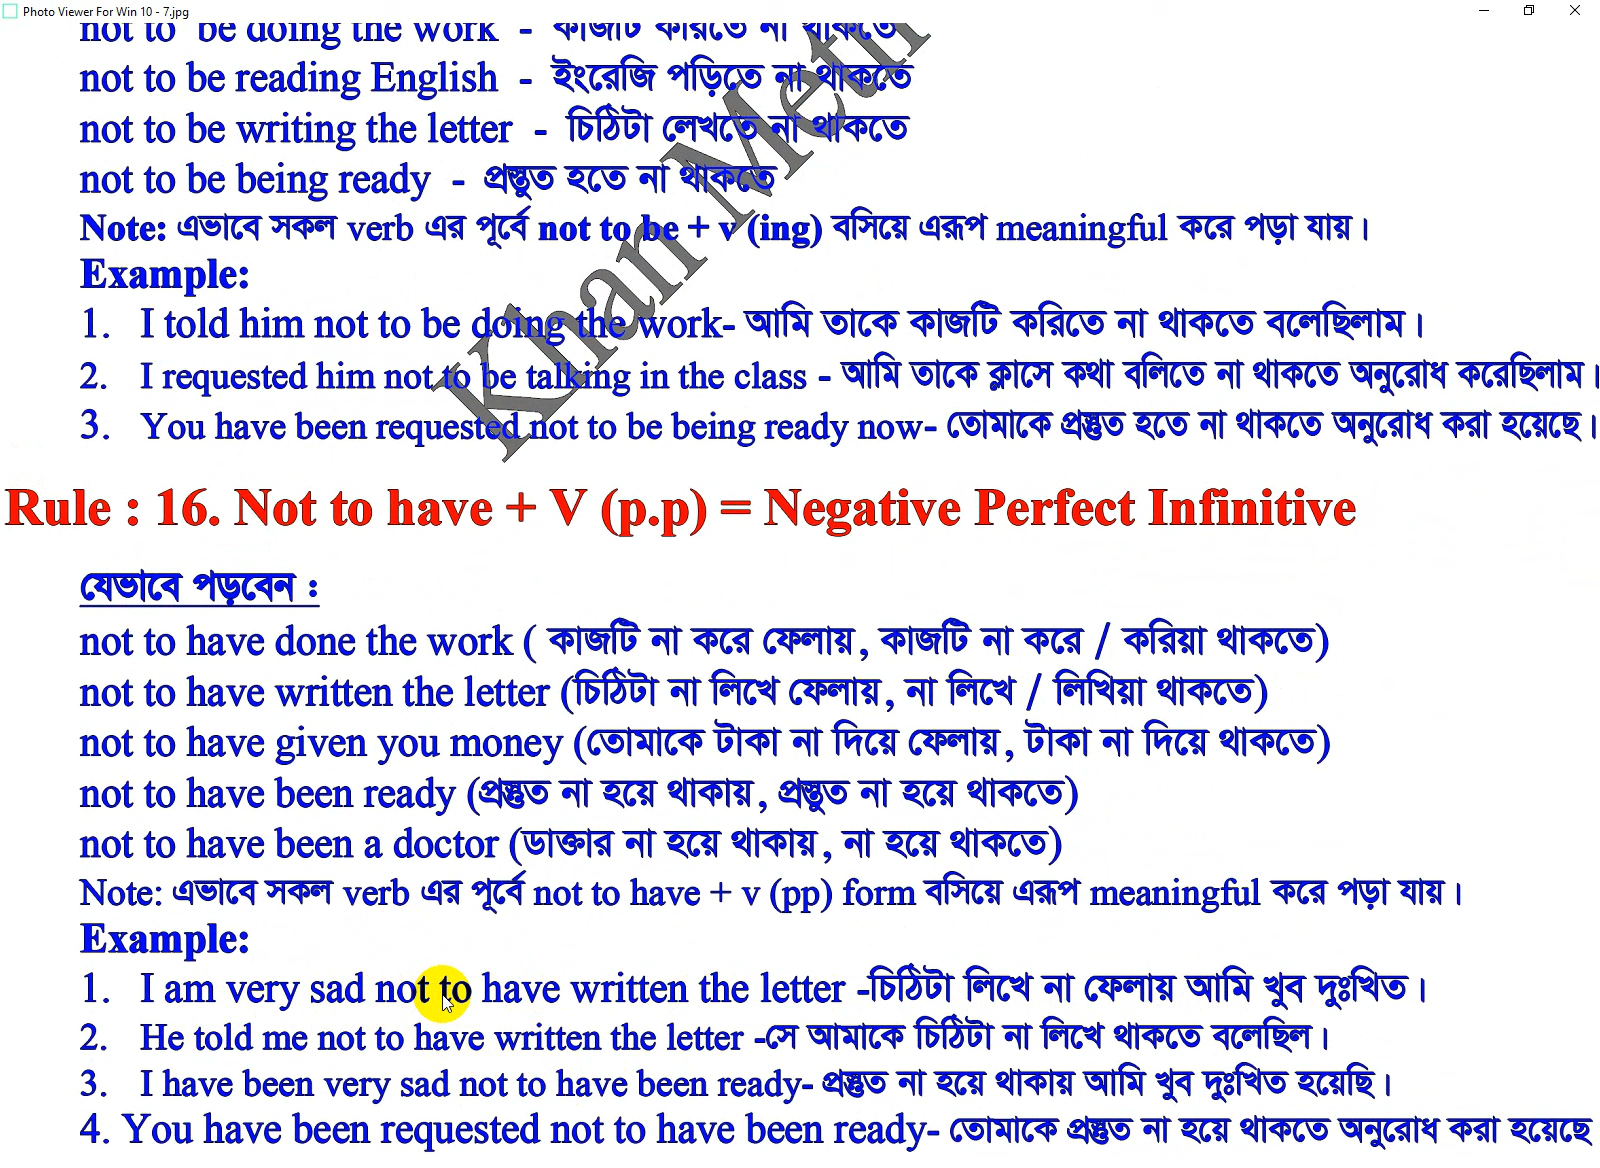 Photo Viewer For Win 10 - 7.jpg
not to be doing the work - কাজটি করিতে না থাকতে
not to be reading English - ইংরেজি পড়িতে না থাকতে
not to be writing the letter - চিঠিটা লেখতে না থাকতে
not to be being ready - প্রস্তুত হতে না থাকতে
Note: এভাবে সকল verb এর পূর্বে not to be + v (ing) বসিয়ে এরূপ meaningful করে পড়া যায়।
Example:
1. I told him not to be doing the work- আমি তাকে কাজটি করিতে না থাকতে বলেছিলাম।
2. I requested him not to be talking in the class - আমি তাকে ক্লাসে কথা বলিতে না থাকতে অনুরোধ করেছিলাম।
3. You have been requested not to be being ready now- তোমাকে প্রস্তুত হতে না থাকতে অনুরোধ করা হয়েছে।
Khan Meth
Rule : 16. Not to have + V (p.p) = Negative Perfect Infinitive
যেভাবে পড়বেন :
not to have done the work ( কাজটি না করে ফেলায়, কাজটি না করে / করিয়া থাকতে)
not to have written the letter (চিঠিটা না লিখে ফেলায়, না লিখে / লিখিয়া থাকতে)
not to have given you money (তোমাকে টাকা না দিয়ে ফেলায়, টাকা না দিয়ে থাকতে)
not to have been ready (প্রস্তুত না হয়ে থাকায়, প্রস্তুত না হয়ে থাকতে)
not to have been a doctor (ডাক্তার না হয়ে থাকায়, না হয়ে থাকতে)
Note: এভাবে সকল verb এর পূর্বে not to have + v (pp) form বসিয়ে এরূপ meaningful করে পড়া যায়।
Example:
1. I am very sad not to have written the letter -চিঠিটা লিখে না ফেলায় আমি খুব দুঃখিত।
2. He told me not to have written the letter -সে আমাকে চিঠিটা না লিখে থাকতে বলেছিল।
3. I have been very sad not to have been ready- প্রস্তুত না হয়ে থাকায় আমি খুব দুঃখিত হয়েছি।
4. You have been requested not to have been ready- তোমাকে প্রস্তুত না হয়ে থাকতে অনুরোধ করা হয়েছে